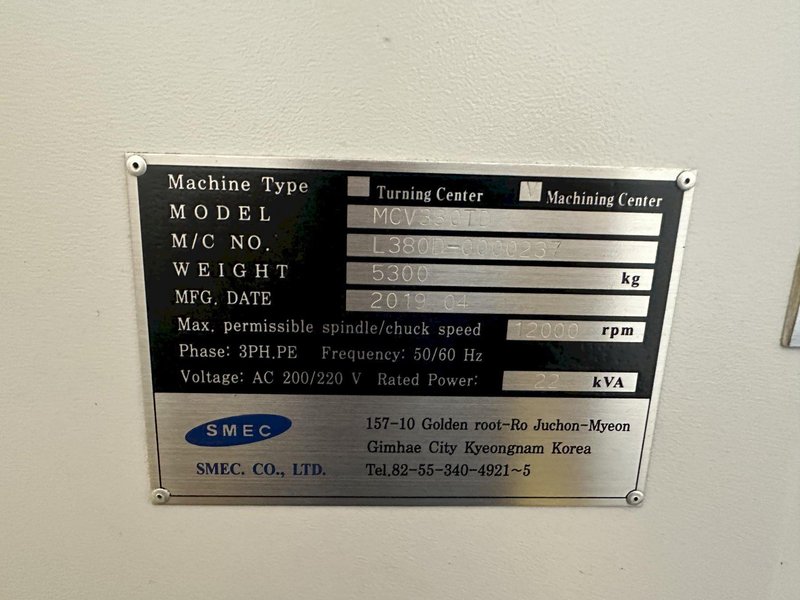 Machine Type Turning Center V Machining Center
MODEL
M/C NO. L380D-0000237
WEIGHT 5300 kg
MFG. DATE 2019 04
Max. permissible spindle/chuck speed 12000 rpm
Phase: 3PH.PE Frequency: 50/60 Hz
Voltage: AC 200/220 V Rated Power: 22 kVA
SMEC
SMEC. CO., LTD.
157-10 Golden root-Ro Juchon-Myeon
Gimhae City Kyeongnam Korea
Tel.82-55-340-4921~5